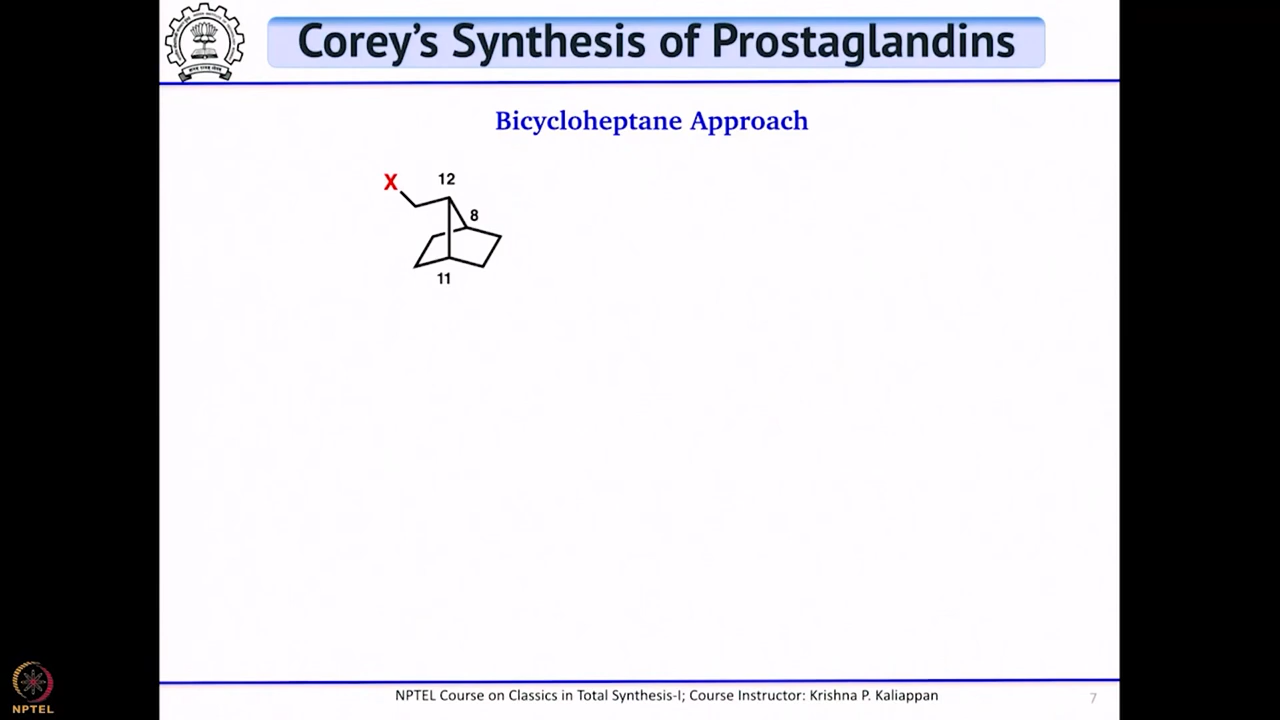 Corey's Synthesis of Prostaglandins
Bicycloheptane Approach
X
12
8
11
NPTEL Course on Classics in Total Synthesis-I; Course Instructor: Krishna P. Kaliappan
7
NPTEL